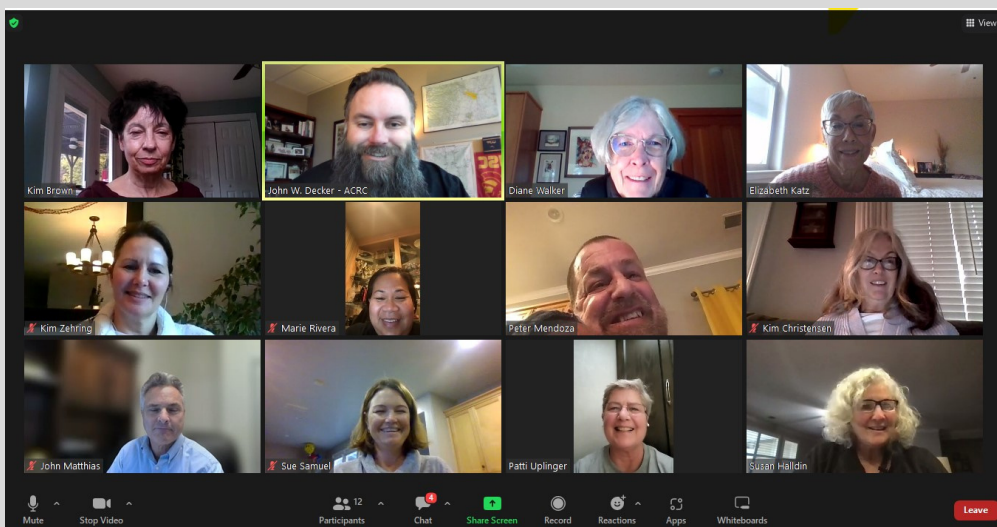 View
Kim Brown
John W. Decker - ACRC
Diane Walker
Elizabeth Katz
Kim Zehring
Marie Rivera
Peter Mendoza
Kim Christensen
John Matthias
Sue Samuel
Patti Uplinger
Susan Halldin
12
4
Mute
Stop Video
Participants
Chat
Share Screen
Record
Reactions
Apps
Whiteboards
Leave